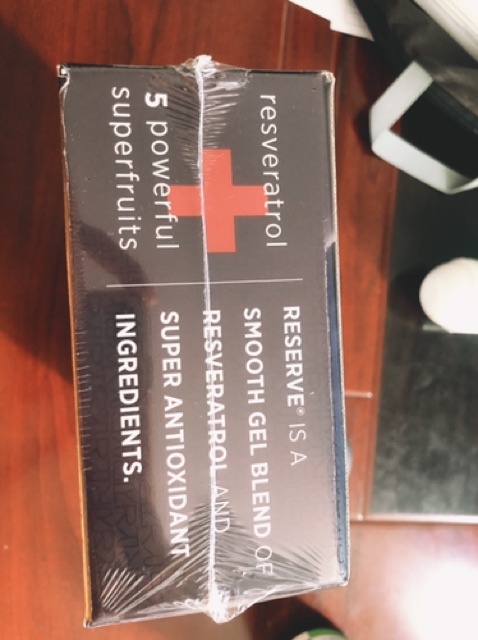 resveratrol
+
5 powerful
superfruits
RESERVE® IS A
SMOOTH GEL BLEND OF
RESVERATROL AND
SUPER ANTIOXIDANT
INGREDIENTS.